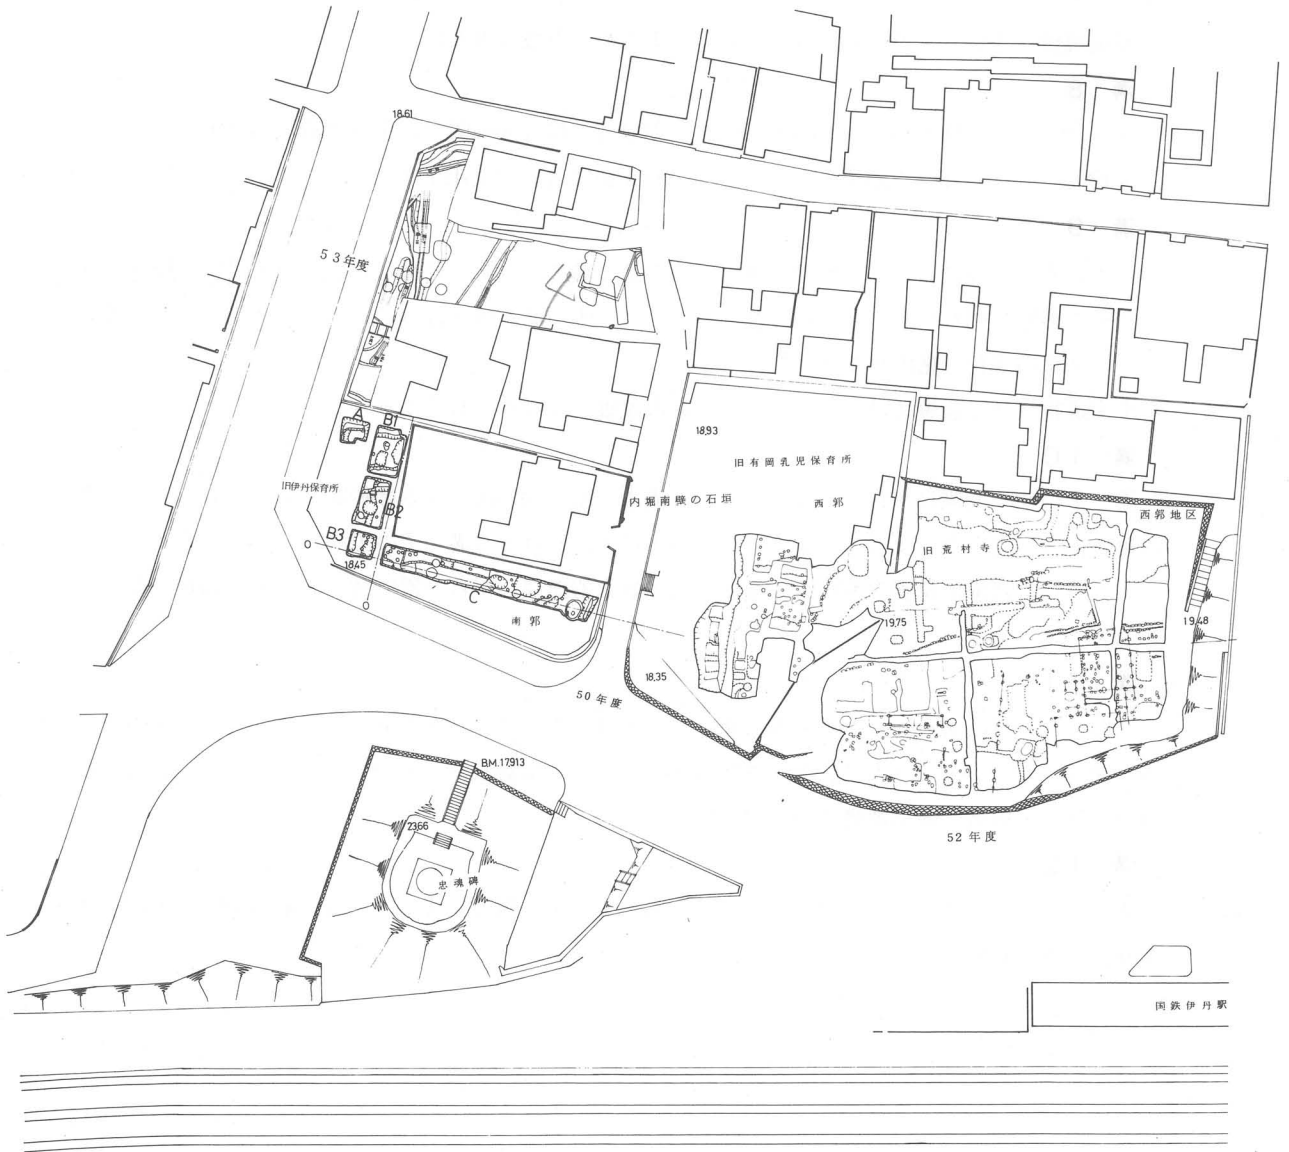 18.61
53年度
A
B1
18.93
旧有岡乳児保育所
旧伊丹保育所
内堀南壁の石垣
西郭
西郭地区
B2
B3
旧荒村寺
18.45
C
南郭
19.75
19.48
18.35
50年度
B.M.17.913
23.66
忠魂碑
52年度
国鉄伊丹駅